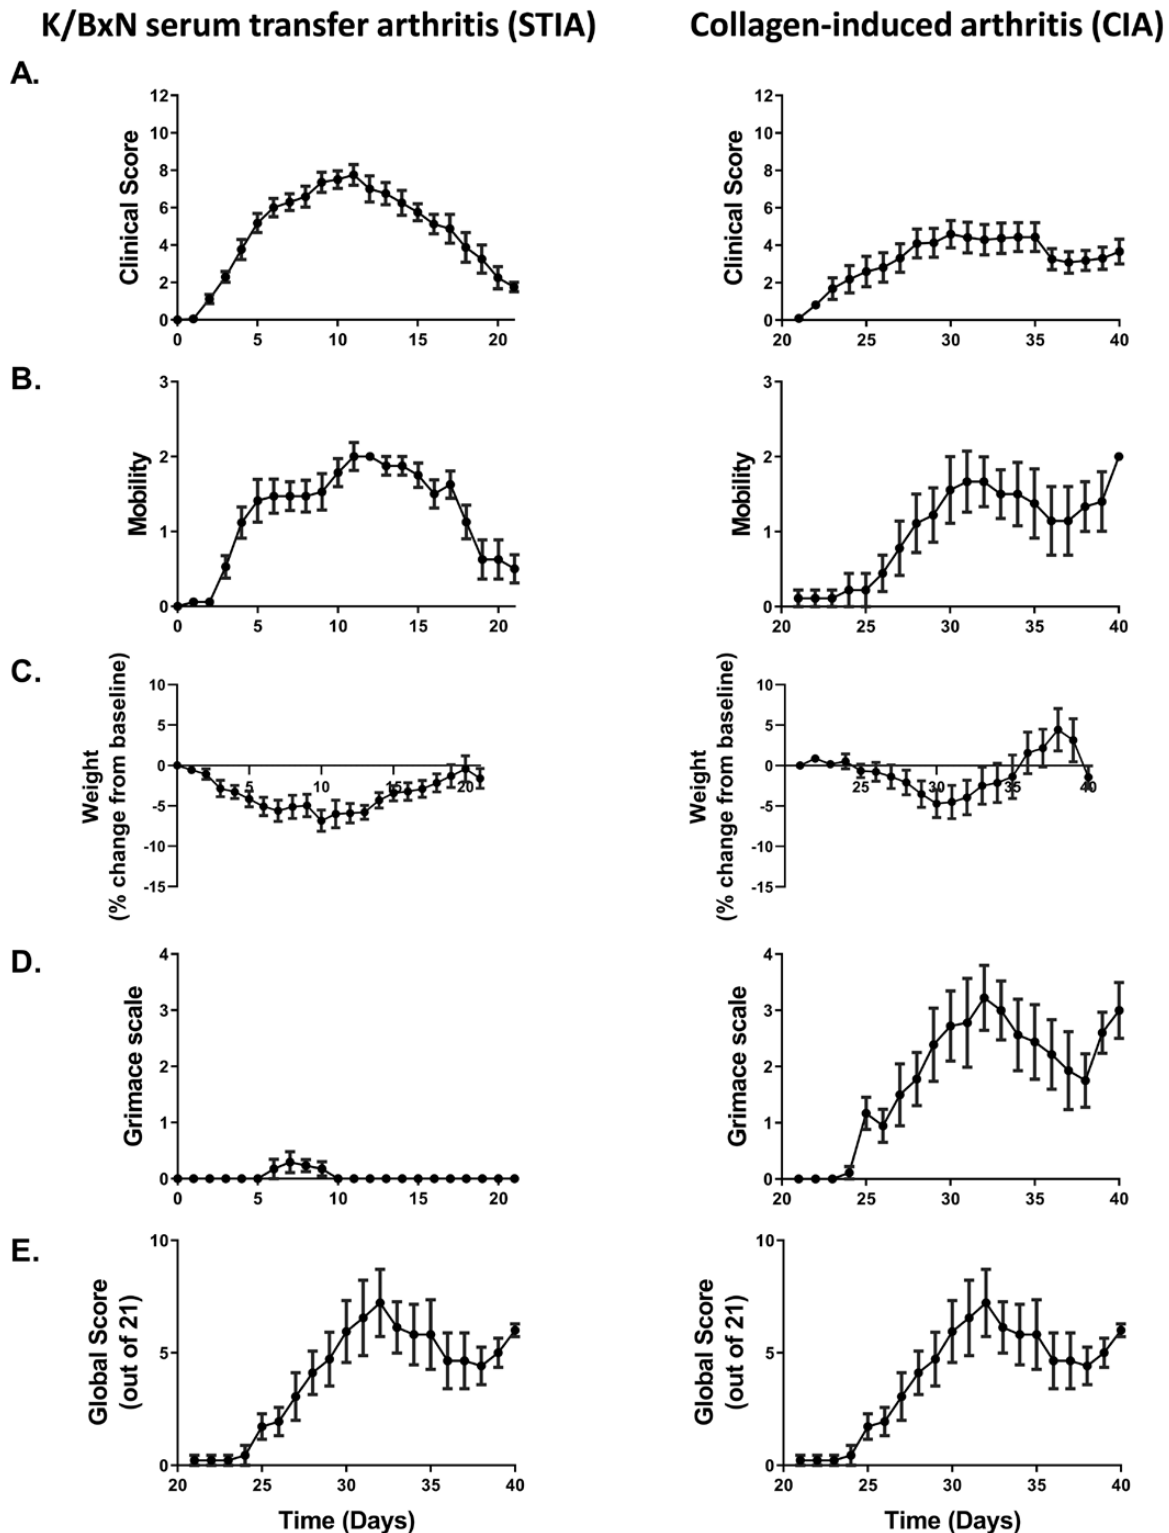 K/BxN serum transfer arthritis (STIA)
Collagen-induced arthritis (CIA)
A.
Clinical Score
12
10
8
6
4
2
0
0 5 10 15 20
Clinical Score
12
10
8
6
4
2
0
20 25 30 35 40
B.
Mobility
3
2
1
0
0 5 10 15 20
Mobility
3
2
1
0
20 25 30 35 40
C.
Weight
(% change from baseline)
10
5
0
-5
-10
-15
5 10 15 20
Weight
(% change from baseline)
10
5
0
-5
-10
-15
25 30 35 40
D.
Grimace scale
4
3
2
1
0
0 5 10 15 20
Grimace scale
4
3
2
1
0
20 25 30 35 40
E.
Global Score
(out of 21)
10
5
0
20 25 30 35 40
Time (Days)
Global Score
(out of 21)
10
5
0
20 25 30 35 40
Time (Days)